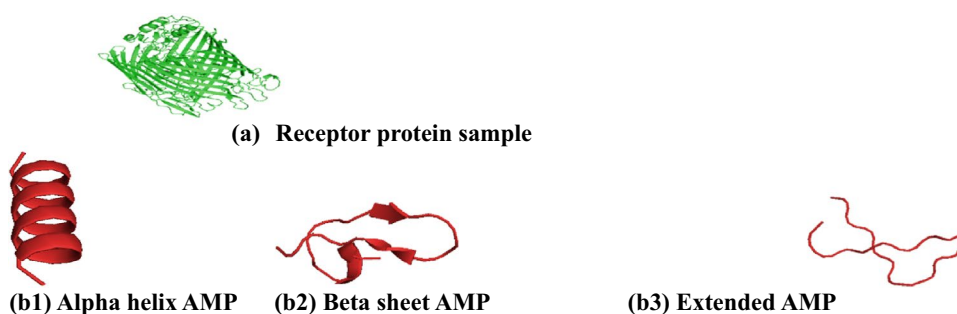 (a) Receptor protein sample
(b1) Alpha helix AMP (b2) Beta sheet AMP (b3) Extended AMP